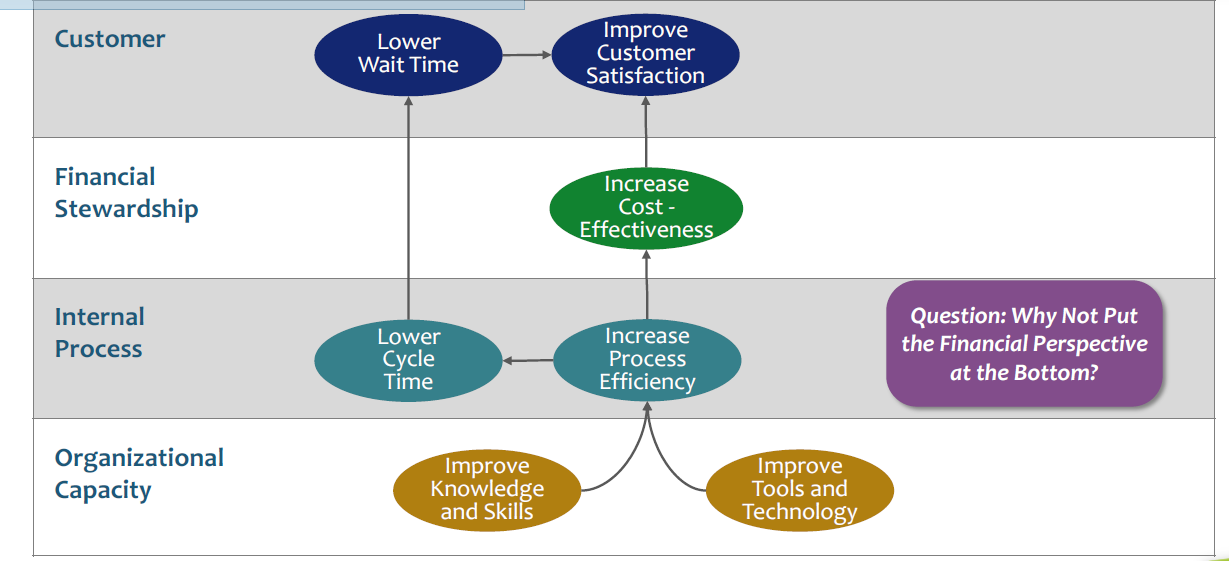 Customer
Lower
Wait Time
Improve
Customer
Satisfaction
Financial
Stewardship
Increase
Cost -
Effectiveness
Internal
Process
Lower
Cycle
Time
Increase
Process
Efficiency
Question: Why Not Put
the Financial Perspective
at the Bottom?
Organizational
Capacity
Improve
Knowledge
and Skills
Improve
Tools and
Technology